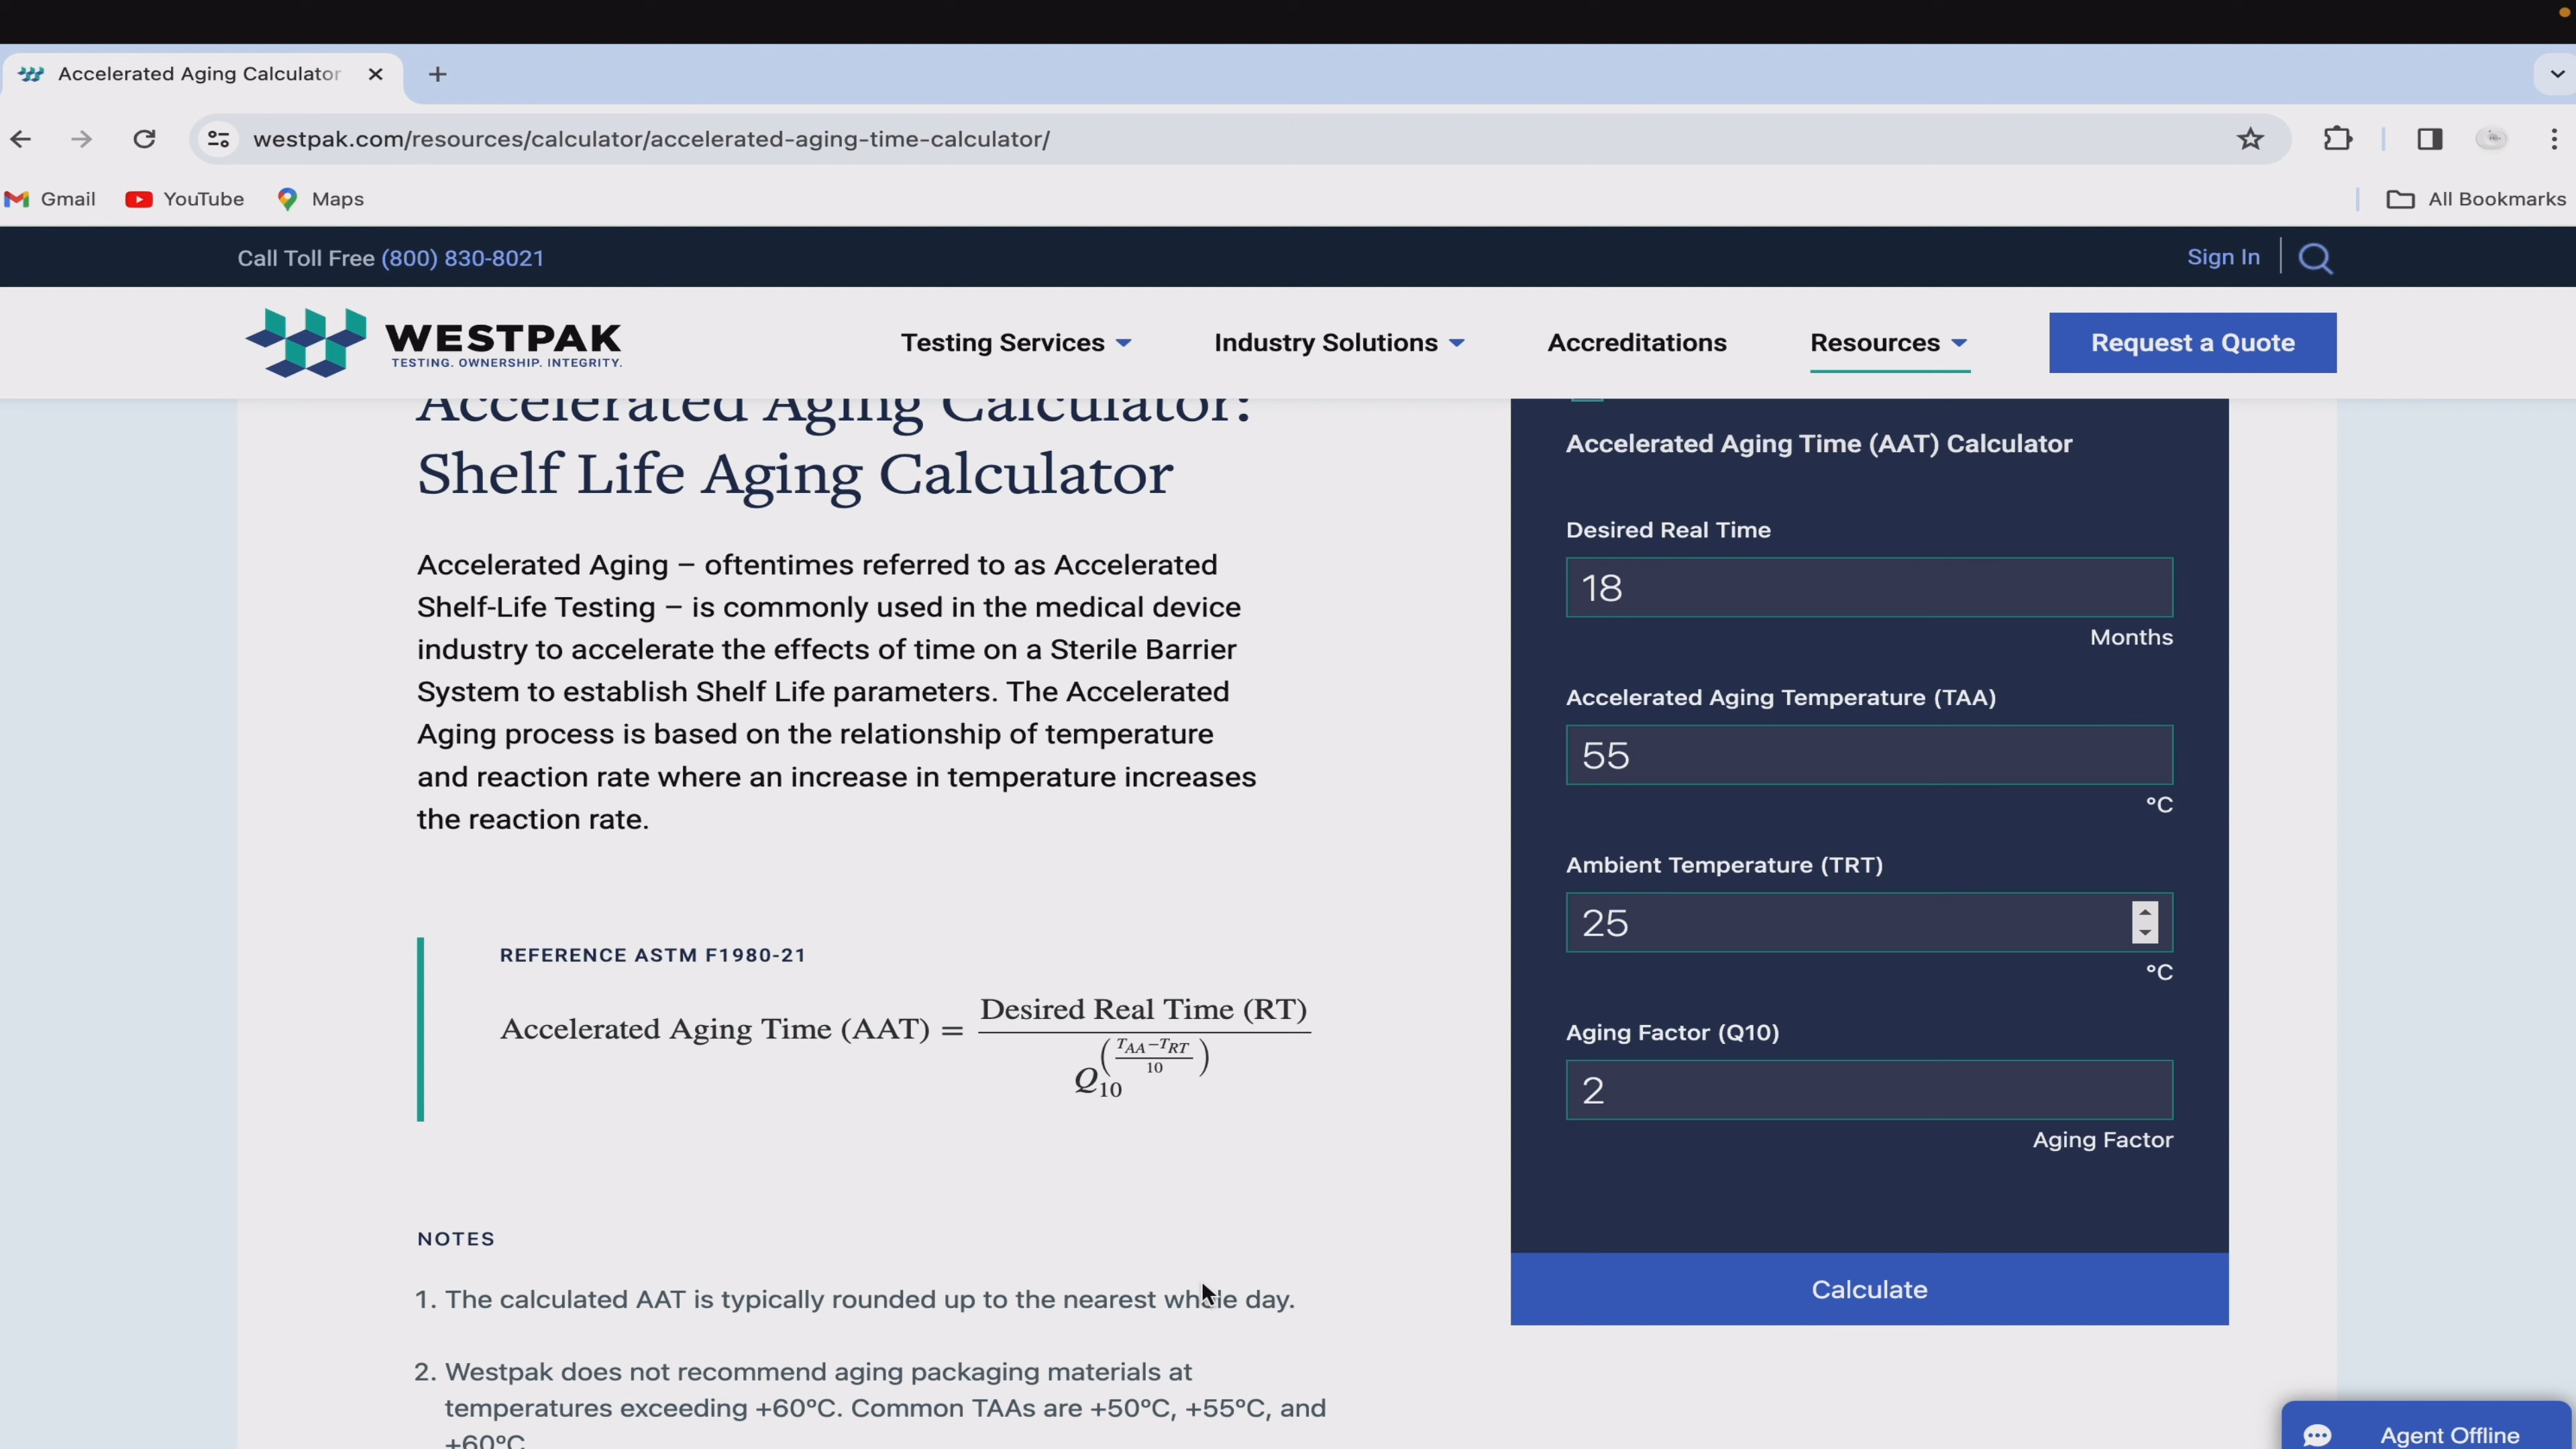 Accelerated Aging Calculator
westpak.com/resources/calculator/accelerated-aging-time-calculator/
Gmail YouTube Maps All Bookmarks
Call Toll Free (800) 830-8021 Sign In
WESTPAK
TESTING. OWNERSHIP. INTEGRITY.
Testing Services Industry Solutions Accreditations Resources Request a Quote
Accelerated Aging Calculator:
Shelf Life Aging Calculator
Accelerated Aging – oftentimes referred to as Accelerated
Shelf-Life Testing – is commonly used in the medical device
industry to accelerate the effects of time on a Sterile Barrier
System to establish Shelf Life parameters. The Accelerated
Aging process is based on the relationship of temperature
and reaction rate where an increase in temperature increases
the reaction rate.
REFERENCE ASTM F1980-21
Accelerated Aging Time (AAT) = Desired Real Time (RT)
Q10 (TAA−TRT / 10)
NOTES
1. The calculated AAT is typically rounded up to the nearest whole day.
2. Westpak does not recommend aging packaging materials at
temperatures exceeding +60°C. Common TAAs are +50°C, +55°C, and
+60°C
Accelerated Aging Time (AAT) Calculator
Desired Real Time
18
Months
Accelerated Aging Temperature (TAA)
55
°C
Ambient Temperature (TRT)
25
°C
Aging Factor (Q10)
2
Aging Factor
Calculate
Agent Offline